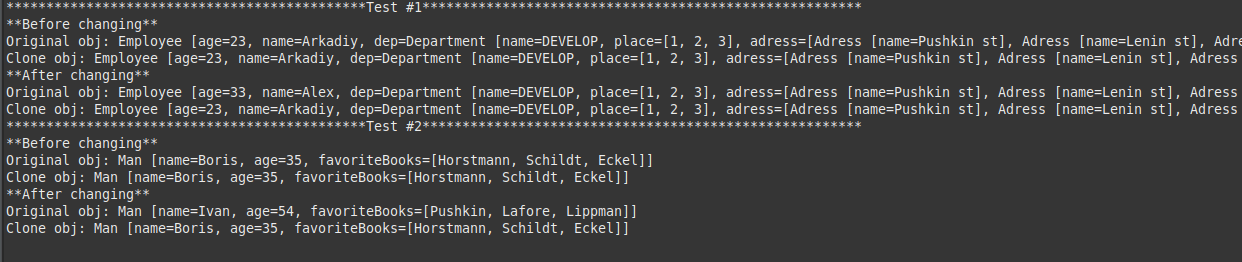 *********************************************Test #1*******************************************************
**Before changing**
Original obj: Employee [age=23, name=Arkadiy, dep=Department [name=DEVELOP, place=[1, 2, 3], adress=[Adress [name=Pushkin st], Adress [name=Lenin st], Adre
Clone obj: Employee [age=23, name=Arkadiy, dep=Department [name=DEVELOP, place=[1, 2, 3], adress=[Adress [name=Pushkin st], Adress [name=Lenin st], Adress
**After changing**
Original obj: Employee [age=33, name=Alex, dep=Department [name=DEVELOP, place=[1, 2, 3], adress=[Adress [name=Pushkin st], Adress [name=Lenin st], Adress
Clone obj: Employee [age=23, name=Arkadiy, dep=Department [name=DEVELOP, place=[1, 2, 3], adress=[Adress [name=Pushkin st], Adress [name=Lenin st], Adress
*********************************************Test #2*******************************************************
**Before changing**
Original obj: Man [name=Boris, age=35, favoriteBooks=[Horstmann, Schildt, Eckel]]
Clone obj: Man [name=Boris, age=35, favoriteBooks=[Horstmann, Schildt, Eckel]]
**After changing**
Original obj: Man [name=Ivan, age=54, favoriteBooks=[Pushkin, Lafore, Lippman]]
Clone obj: Man [name=Boris, age=35, favoriteBooks=[Horstmann, Schildt, Eckel]]